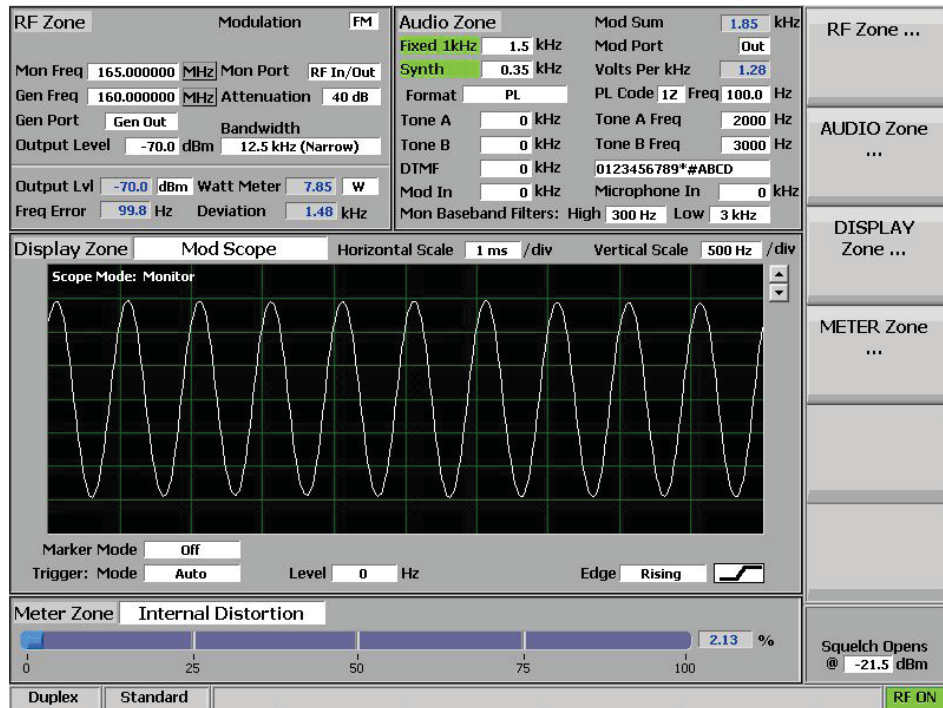 RF Zone Modulation FM
Mon Freq 165.000000 MHz Mon Port RF In/Out
Gen Freq 160.000000 MHz Attenuation 40 dB
Gen Port Gen Out Bandwidth
Output Level -70.0 dBm 12.5 kHz (Narrow)
Output Lvl -70.0 dBm Watt Meter 7.85 W
Freq Error 99.8 Hz Deviation 1.48 kHz
Audio Zone Mod Sum 1.85 kHz
Fixed 1kHz 1.5 kHz Mod Port Out
Synth 0.35 kHz Volts Per kHz 1.28
Format PL PL Code 1Z Freq 100.0 Hz
Tone A 0 kHz Tone A Freq 2000 Hz
Tone B 0 kHz Tone B Freq 3000 Hz
DTMF 0 kHz 0123456789*#ABCD
Mod In 0 kHz Microphone In 0 kHz
Mon Baseband Filters: High 300 Hz Low 3 kHz
Display Zone Mod Scope Horizontal Scale 1 ms /div Vertical Scale 500 Hz /div
Scope Mode: Monitor
Marker Mode Off
Trigger: Mode Auto Level 0 Hz Edge Rising
Meter Zone Internal Distortion
2.13 %
0 25 50 75 100
Duplex Standard
RF Zone ...
AUDIO Zone
...
DISPLAY
Zone ...
METER Zone
...
Squelch Opens
@ -21.5 dBm
RF ON